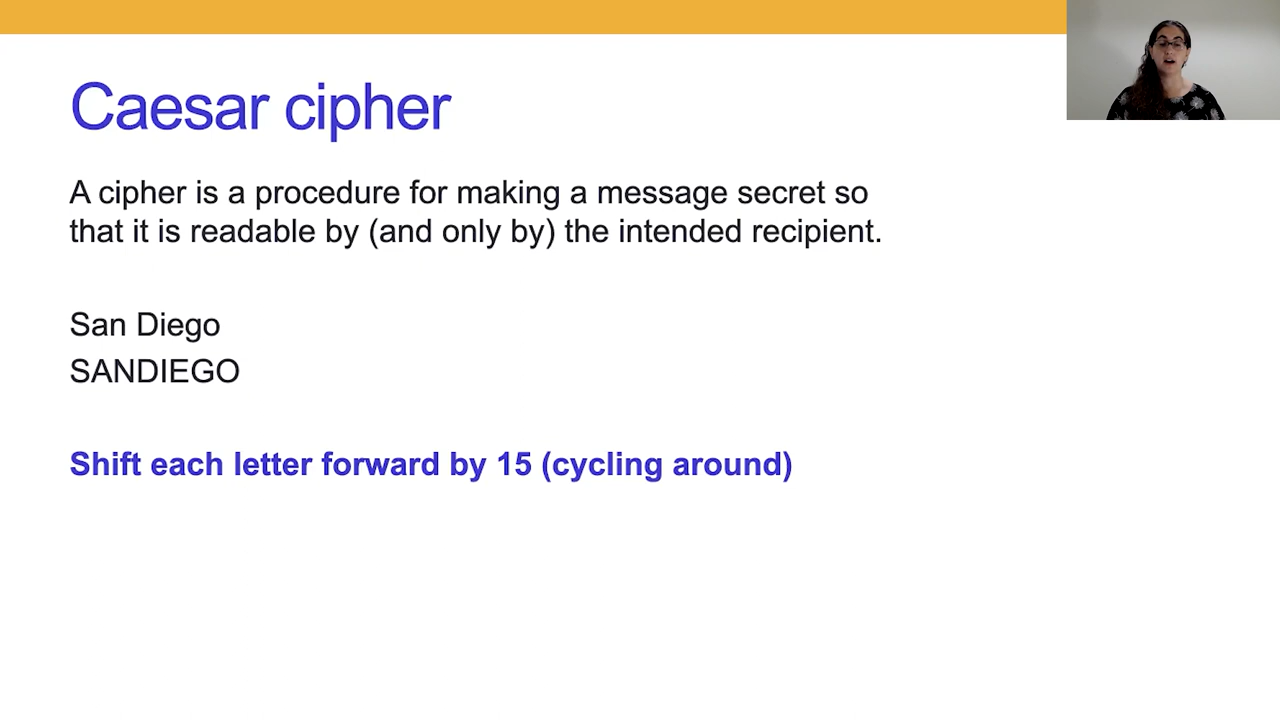 Caesar cipher
A cipher is a procedure for making a message secret so
that it is readable by (and only by) the intended recipient.
San Diego
SANDIEGO
Shift each letter forward by 15 (cycling around)